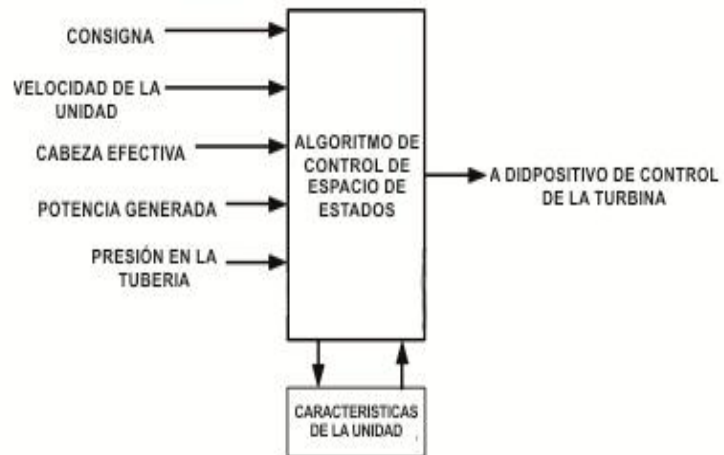 CONSIGNA
VELOCIDAD DE LA
UNIDAD
CABEZA EFECTIVA
POTENCIA GENERADA
PRESIÓN EN LA
TUBERIA
ALGORITMO DE
CONTROL DE
ESPACIO DE
ESTADOS
A DIDPOSITIVO DE CONTROL
DE LA TURBINA
CARACTERISTICAS
DE LA UNIDAD